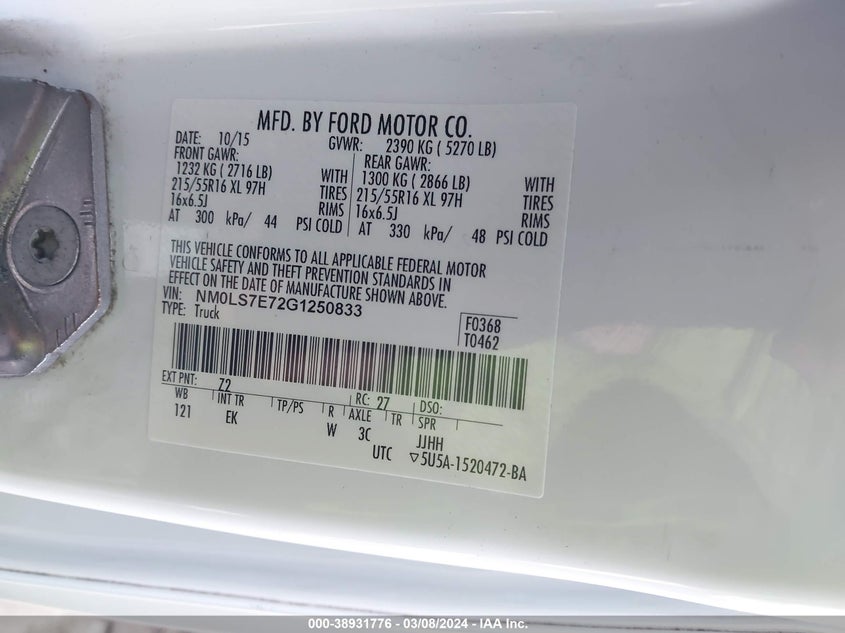 MFD. BY FORD MOTOR CO.
DATE: 10/15 GVWR: 2390 KG ( 5270 LB)
FRONT GAWR: REAR GAWR:
1232 KG ( 2716 LB) WITH 1300 KG ( 2866 LB) WITH
215/55R16 XL 97H TIRES 215/55R16 XL 97H TIRES
16x6.5J RIMS 16x6.5J RIMS
AT 300 kPa/ 44 PSI COLD AT 330 kPa/ 48 PSI COLD
THIS VEHICLE CONFORMS TO ALL APPLICABLE FEDERAL MOTOR
VEHICLE SAFETY AND THEFT PREVENTION STANDARDS IN
EFFECT ON THE DATE OF MANUFACTURE SHOWN ABOVE.
VIN: NM0LS7E72G1250833
TYPE: Truck
F0368
T0462
EXT PNT: Z2 RC: 27 DSO:
WB INT TR TP/PS R AXLE TR SPR
121 EK W 3C JJHH
UTC ▽5U5A-1520472-BA
000-38931776 - 03/08/2024 - IAA Inc.